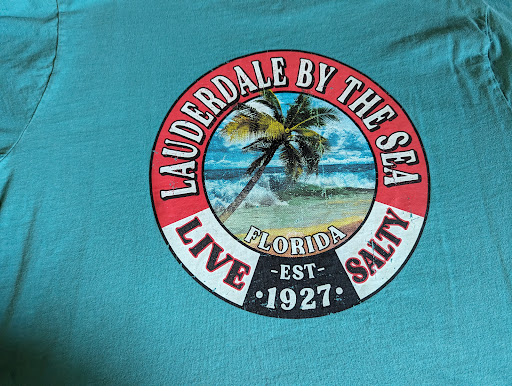 LAUDERDALE BY THE SEA
FLORIDA
LIVE
-EST-
•1927•
SALTY